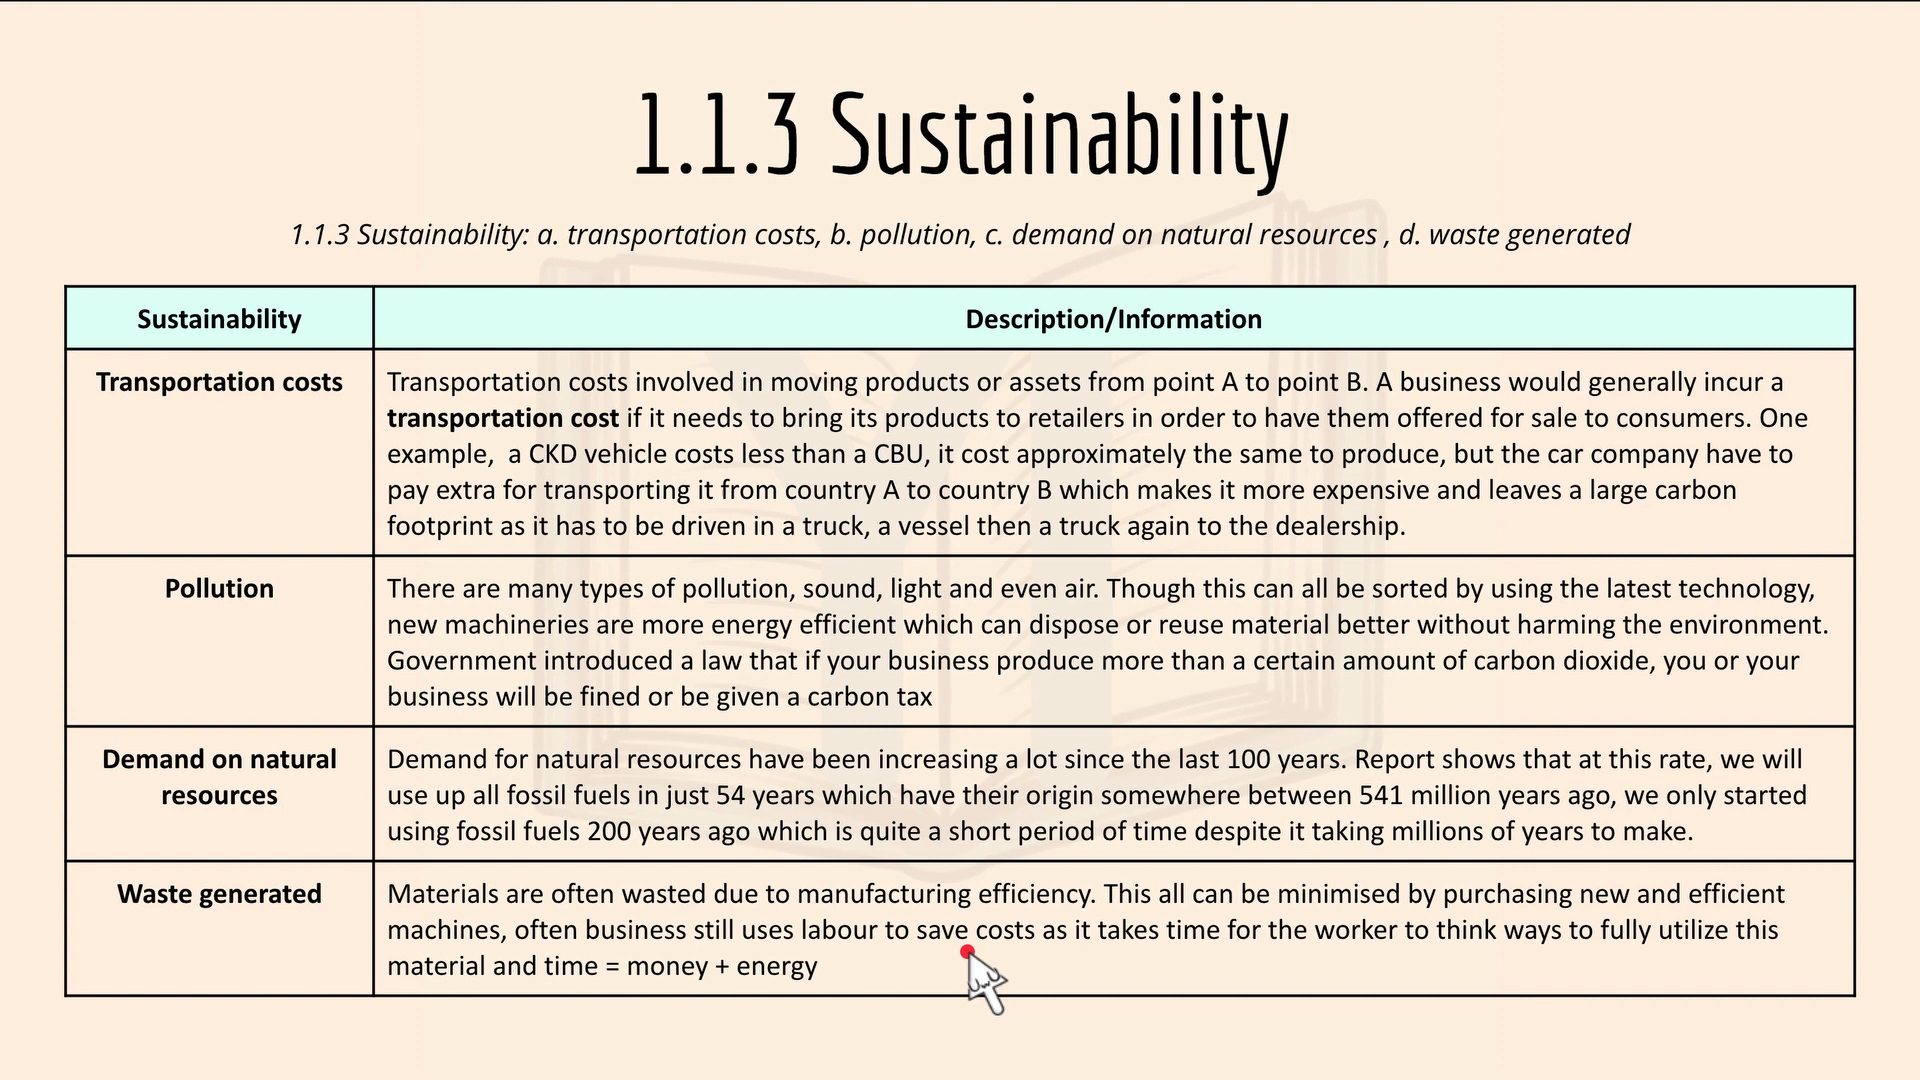 1.1.3 Sustainability
1.1.3 Sustainability: a. transportation costs, b. pollution, c. demand on natural resources , d. waste generated
Sustainability
Description/Information
Transportation costs
Transportation costs involved in moving products or assets from point A to point B. A business would generally incur a
transportation cost if it needs to bring its products to retailers in order to have them offered for sale to consumers. One
example,  a CKD vehicle costs less than a CBU, it cost approximately the same to produce, but the car company have to
pay extra for transporting it from country A to country B which makes it more expensive and leaves a large carbon
footprint as it has to be driven in a truck, a vessel then a truck again to the dealership.
Pollution
There are many types of pollution, sound, light and even air. Though this can all be sorted by using the latest technology,
new machineries are more energy efficient which can dispose or reuse material better without harming the environment.
Government introduced a law that if your business produce more than a certain amount of carbon dioxide, you or your
business will be fined or be given a carbon tax
Demand on natural
resources
Demand for natural resources have been increasing a lot since the last 100 years. Report shows that at this rate, we will
use up all fossil fuels in just 54 years which have their origin somewhere between 541 million years ago, we only started
using fossil fuels 200 years ago which is quite a short period of time despite it taking millions of years to make.
Waste generated
Materials are often wasted due to manufacturing efficiency. This all can be minimised by purchasing new and efficient
machines, often business still uses labour to save costs as it takes time for the worker to think ways to fully utilize this
material and time = money + energy